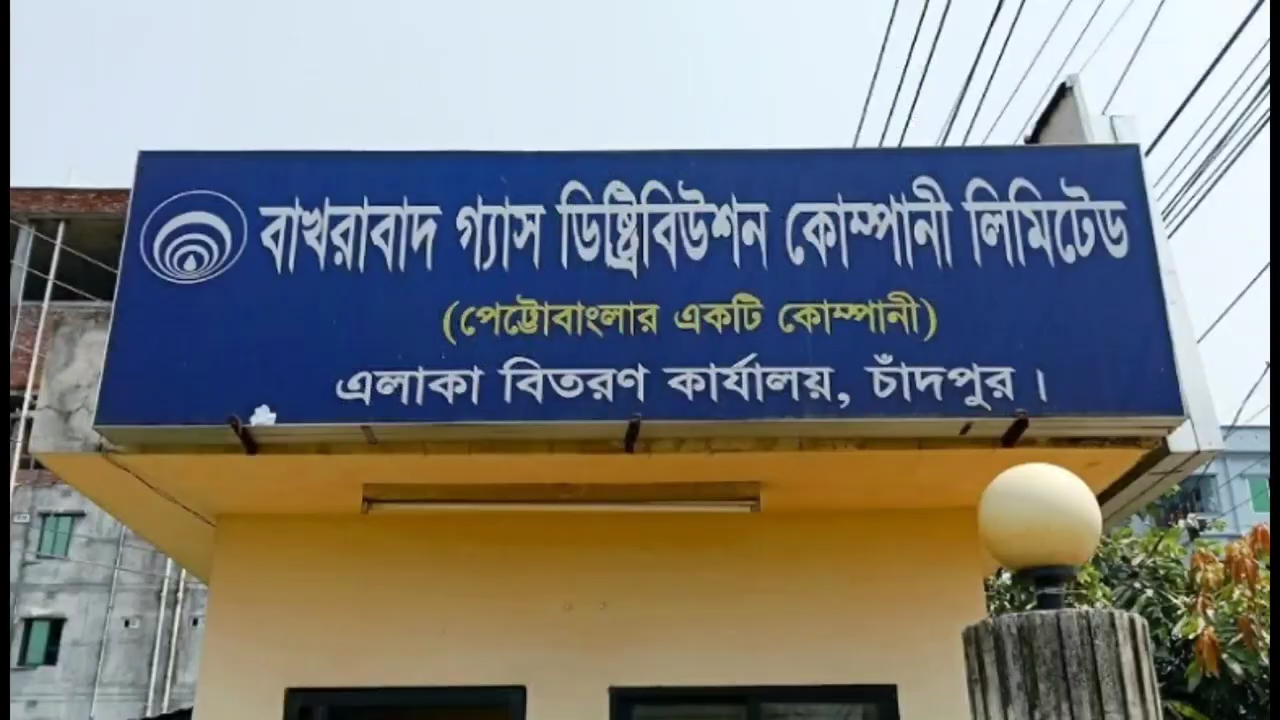 বাখরাবাদ গ্যাস ডিষ্ট্রিবিউশন কোম্পানী লিমিটেড
(পেট্টোবাংলার একটি কোম্পানী)
এলাকা বিতরণ কার্যালয়, চাঁদপুর।